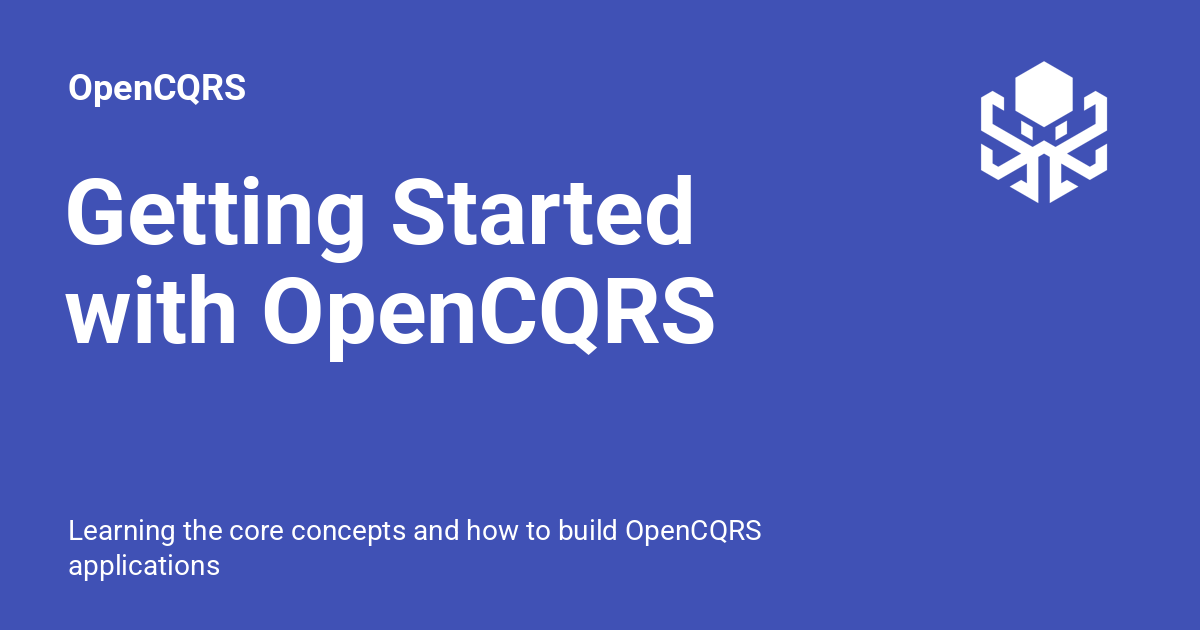 OpenCQRS
Getting Started
with OpenCQRS
Learning the core concepts and how to build OpenCQRS
applications